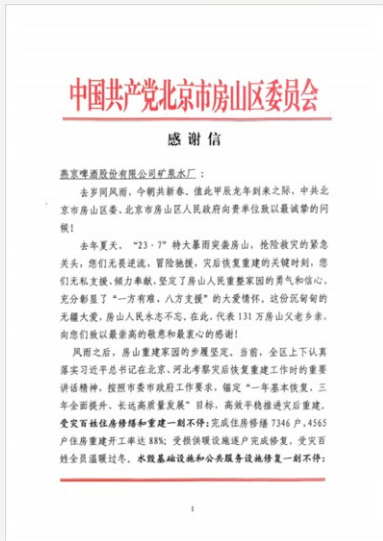 中国共产党北京市房山区委员会
感谢信
燕京啤酒股份有限公司矿泉水厂：
去岁同风雨，今朝共新春。值此甲辰龙年到来之际，中共北
京市房山区委、北京市房山区人民政府向贵单位致以最诚挚的问
候！
去年夏天，“23·7”特大暴雨突袭房山，抢险救灾的紧急
关头，您们无畏逆流、冒险驰援，灾后恢复重建的关键时刻，您
们无私支援、倾力奉献，坚定了房山人民重整家园的勇气和信心，
充分彰显了“一方有难、八方支援”的大爱情怀。这份沉甸甸的
无疆大爱，房山人民永志不忘。在此，代表131万房山父老乡亲，
向您们致以最崇高的敬意和最衷心的感谢！
风雨之后，房山重建家园的步履坚定。当前，全区上下认真
落实习近平总书记在北京、河北考察灾后恢复重建工作时的重要
讲话精神，按照市委市政府工作要求，锚定“一年基本恢复，三
年全面提升、长远高质量发展”目标，高效平稳推进灾后重建。
受灾百姓住房修缮和重建一刻不停：完成住房修缮7346户，4565
户住房重建开工率达88%；受损供暖设施逐户完成修复，受灾百
姓全员温暖过冬。水毁基础设施和公共服务设施修复一刻不停：
1